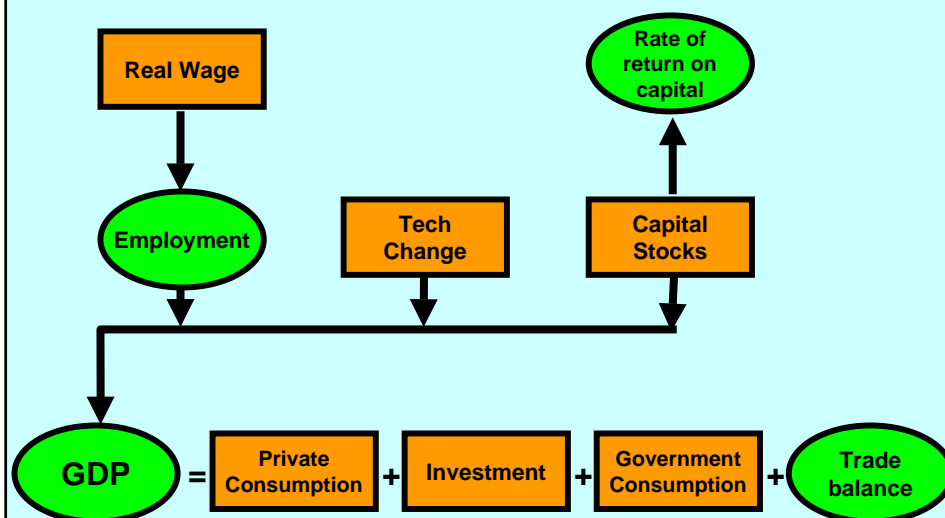 Real Wage
Rate of
return on
capital
Employment
Tech
Change
Capital
Stocks
GDP = Private
Consumption + Investment + Government
Consumption + Trade
balance